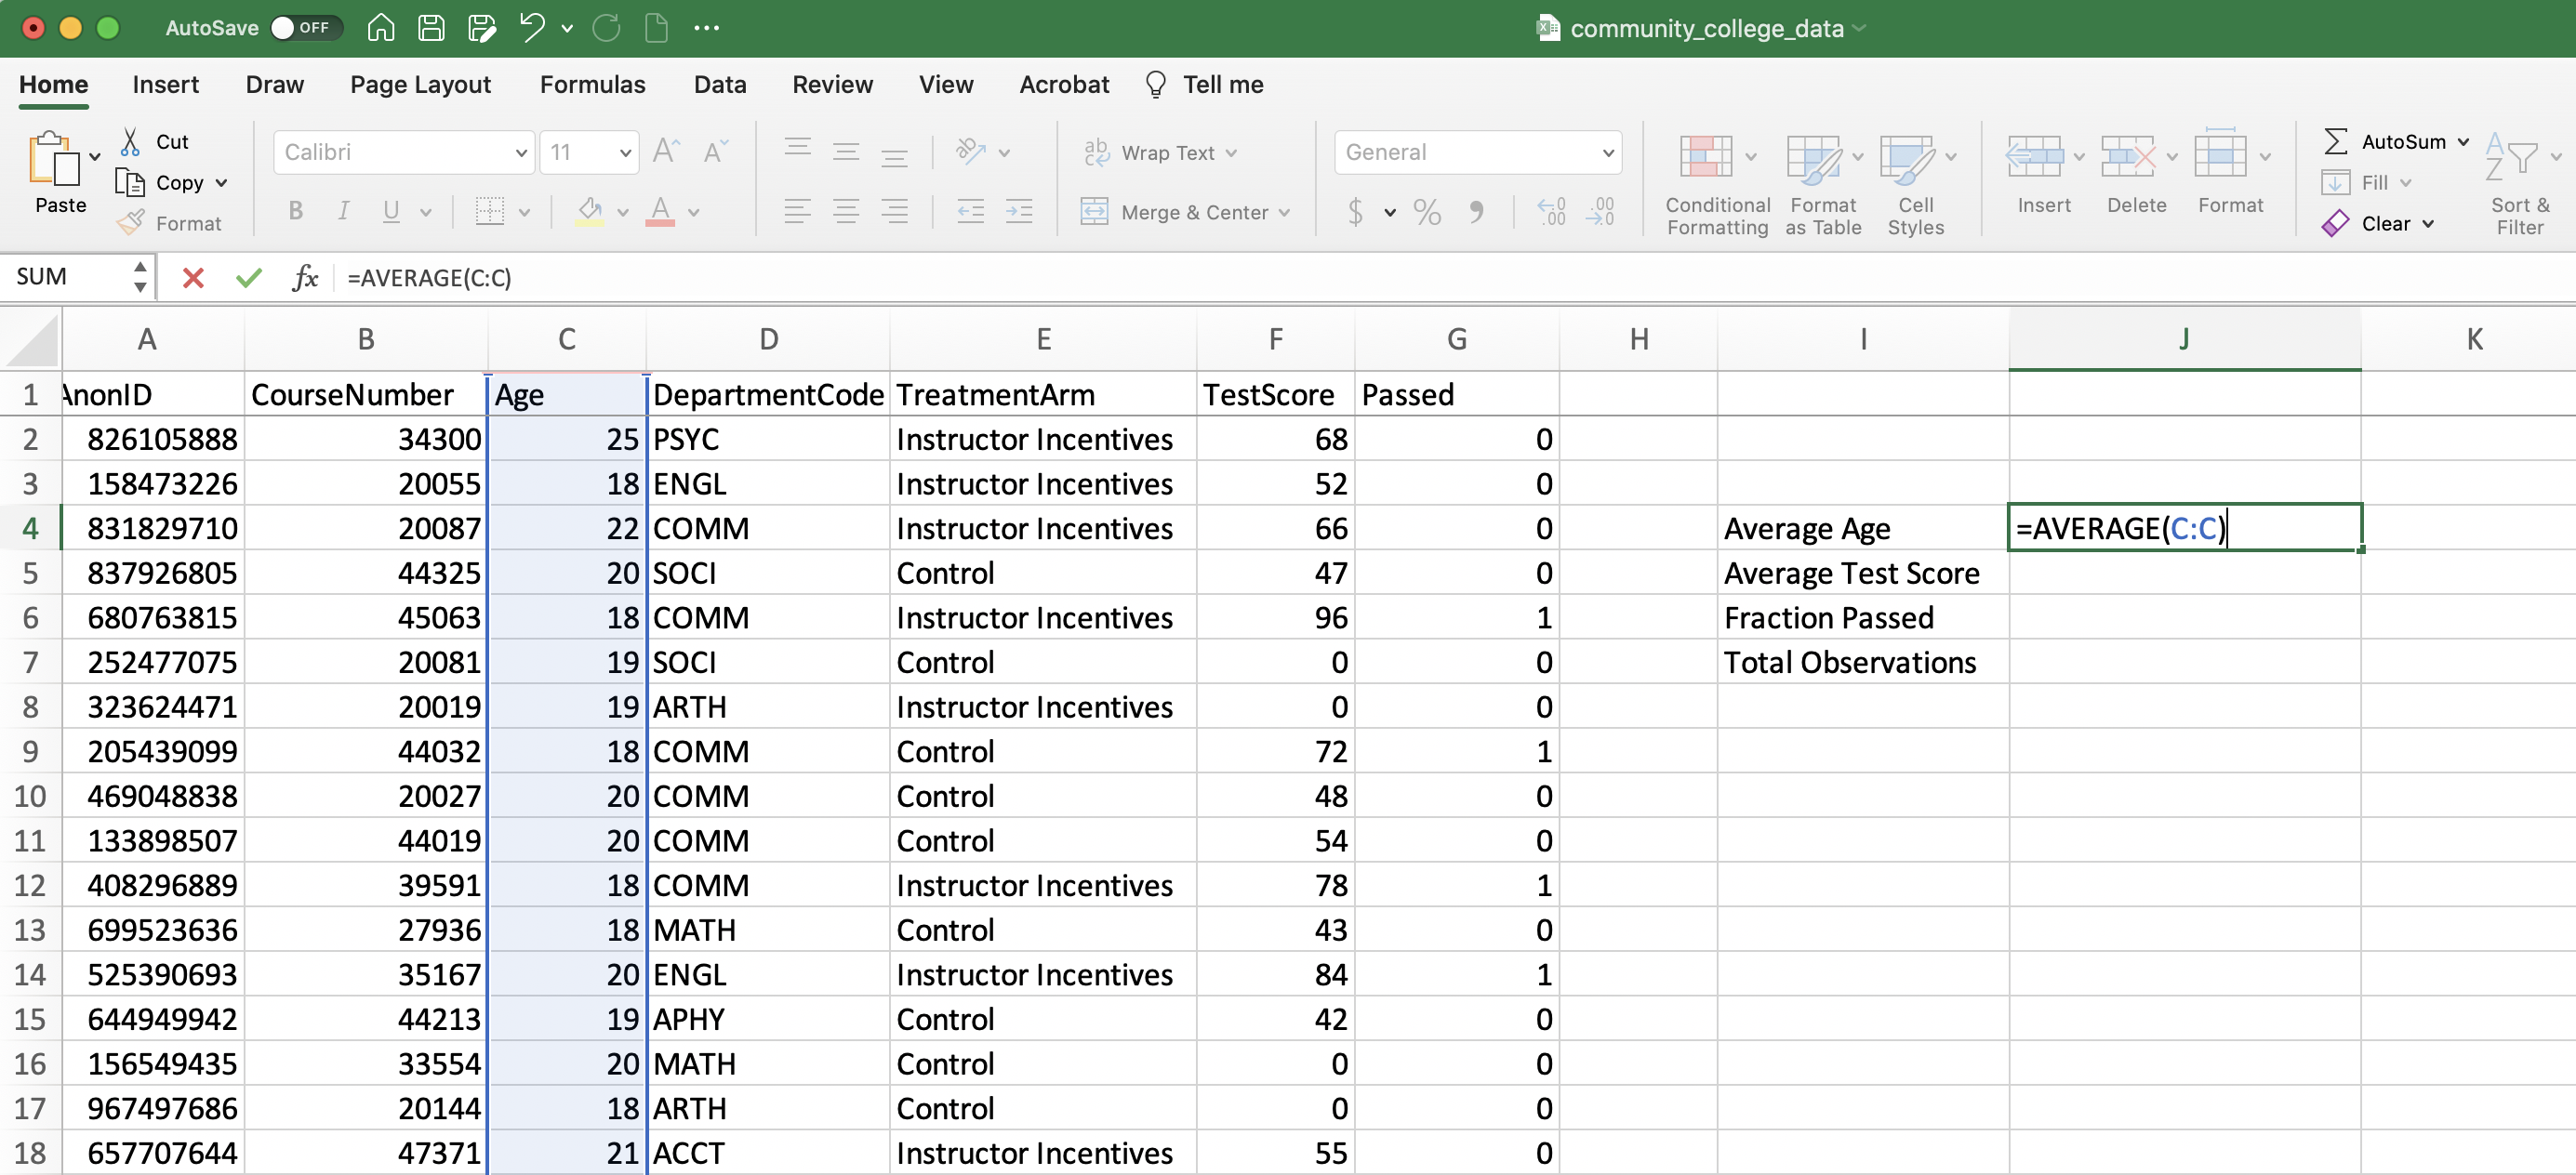 AutoSave OFF community_college_data
Home Insert Draw Page Layout Formulas Data Review View Acrobat Tell me
Paste Cut Copy Format
Calibri 11
B I U A
Wrap Text
Merge & Center
General
$ % 9
Conditional Formatting
Format as Table
Cell Styles
Insert Delete Format
AutoSum
Fill
Clear
Sort & Filter
SUM fx =AVERAGE(C:C)
A B C D E F G H I J K
1 AnonID CourseNumber Age DepartmentCode TreatmentArm TestScore Passed
2 826105888 34300 25 PSYC Instructor Incentives 68 0
3 158473226 20055 18 ENGL Instructor Incentives 52 0
4 831829710 20087 22 COMM Instructor Incentives 66 0 Average Age =AVERAGE(C:C)
5 837926805 44325 20 SOCI Control 47 0 Average Test Score
6 680763815 45063 18 COMM Instructor Incentives 96 1 Fraction Passed
7 252477075 20081 19 SOCI Control 0 0 Total Observations
8 323624471 20019 19 ARTH Instructor Incentives 0 0
9 205439099 44032 18 COMM Control 72 1
10 469048838 20027 20 COMM Control 48 0
11 133898507 44019 20 COMM Control 54 0
12 408296889 39591 18 COMM Instructor Incentives 78 1
13 699523636 27936 18 MATH Control 43 0
14 525390693 35167 20 ENGL Instructor Incentives 84 1
15 644949942 44213 19 APHY Control 42 0
16 156549435 33554 20 MATH Control 0 0
17 967497686 20144 18 ARTH Control 0 0
18 657707644 47371 21 ACCT Instructor Incentives 55 0